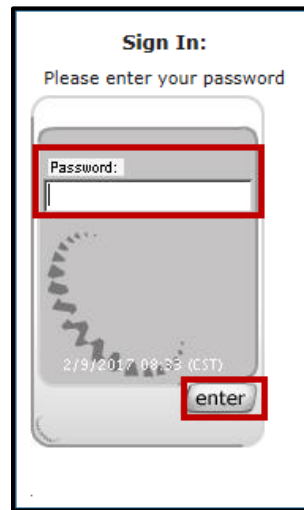 Sign In:
Please enter your password
Password:
2/9/2017 08:33 (CST)
enter